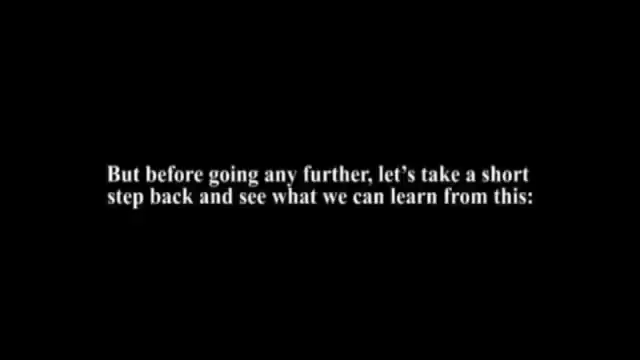 But before going any further, let’s take a short
step back and see what we can learn from this: